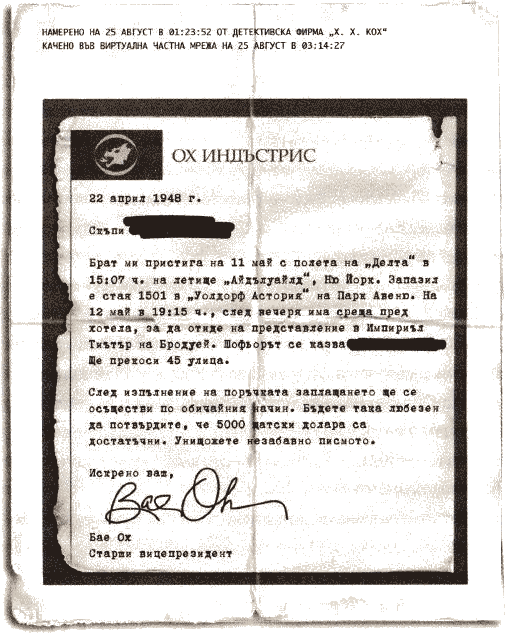 НАМЕРЕНО НА 25 АВГУСТ В 01:23:52 ОТ ДЕТЕКТИВСКА ФИРМА „Х. Х. КОХ“
КАЧЕНО ВЪВ ВИРТУАЛНА ЧАСТНА МРЕЖА НА 25 АВГУСТ В 03:14:27
ОХ ИНДЪСТРИС
22 април 1948 г.
Скъпи
Брат ми пристига на 11 май с полета на „Делта“ в
15:07 ч. на летище „Айдълуайлд“, Ню Йорк. Запазил
е стая 1501 в „Уолдорф Астория“ на Парк Авеню. На
12 май в 19:15 ч., след вечеря има среща пред
хотела, за да отиде на представление в Импириъл
Тиътър на Бродуей. Шофьорът се казва
Ще прекоси 45 улица.
След изпълнение на поръчката заплащането ще се
осъществи по обичайния начин. Бъдете така любезен
да потвърдите, че 5000 щатски долара са
достатъчни. Унищожете незабавно писмото.
Искрено ваш,
Bae Oh
Бае Ох
Старши вицепрезидент